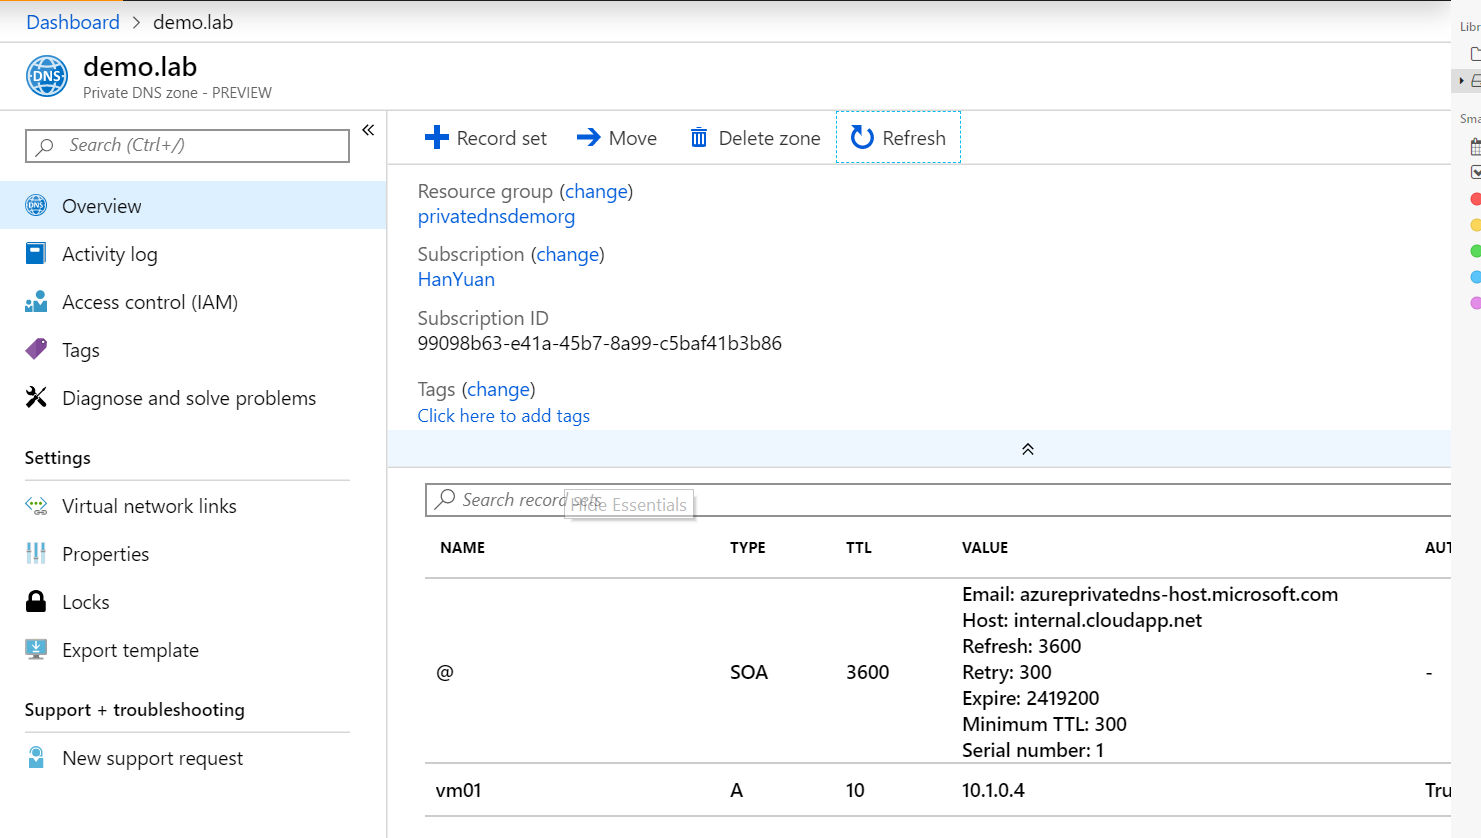 Dashboard > demo.lab
Libr
demo.lab
DNS
Private DNS zone - PREVIEW
Sma
Search (Ctrl+/)
«
Overview
DNS
Activity log
Access control (IAM)
Tags
Diagnose and solve problems
Settings
Virtual network links
Properties
Locks
Export template
Support + troubleshooting
New support request
Record set
Move
Delete zone
Refresh
Resource group (change)
privatednsdemorg
Subscription (change)
HanYuan
Subscription ID
99098b63-e41a-45b7-8a99-c5baf41b3b86
Tags (change)
Click here to add tags
Search record sets
Hide Essentials
NAME TYPE TTL VALUE AUT
@ SOA 3600
Email: azureprivatedns-host.microsoft.com
Host: internal.cloudapp.net
Refresh: 3600
Retry: 300
Expire: 2419200
Minimum TTL: 300
Serial number: 1
-
vm01 A 10 10.1.0.4 Tru